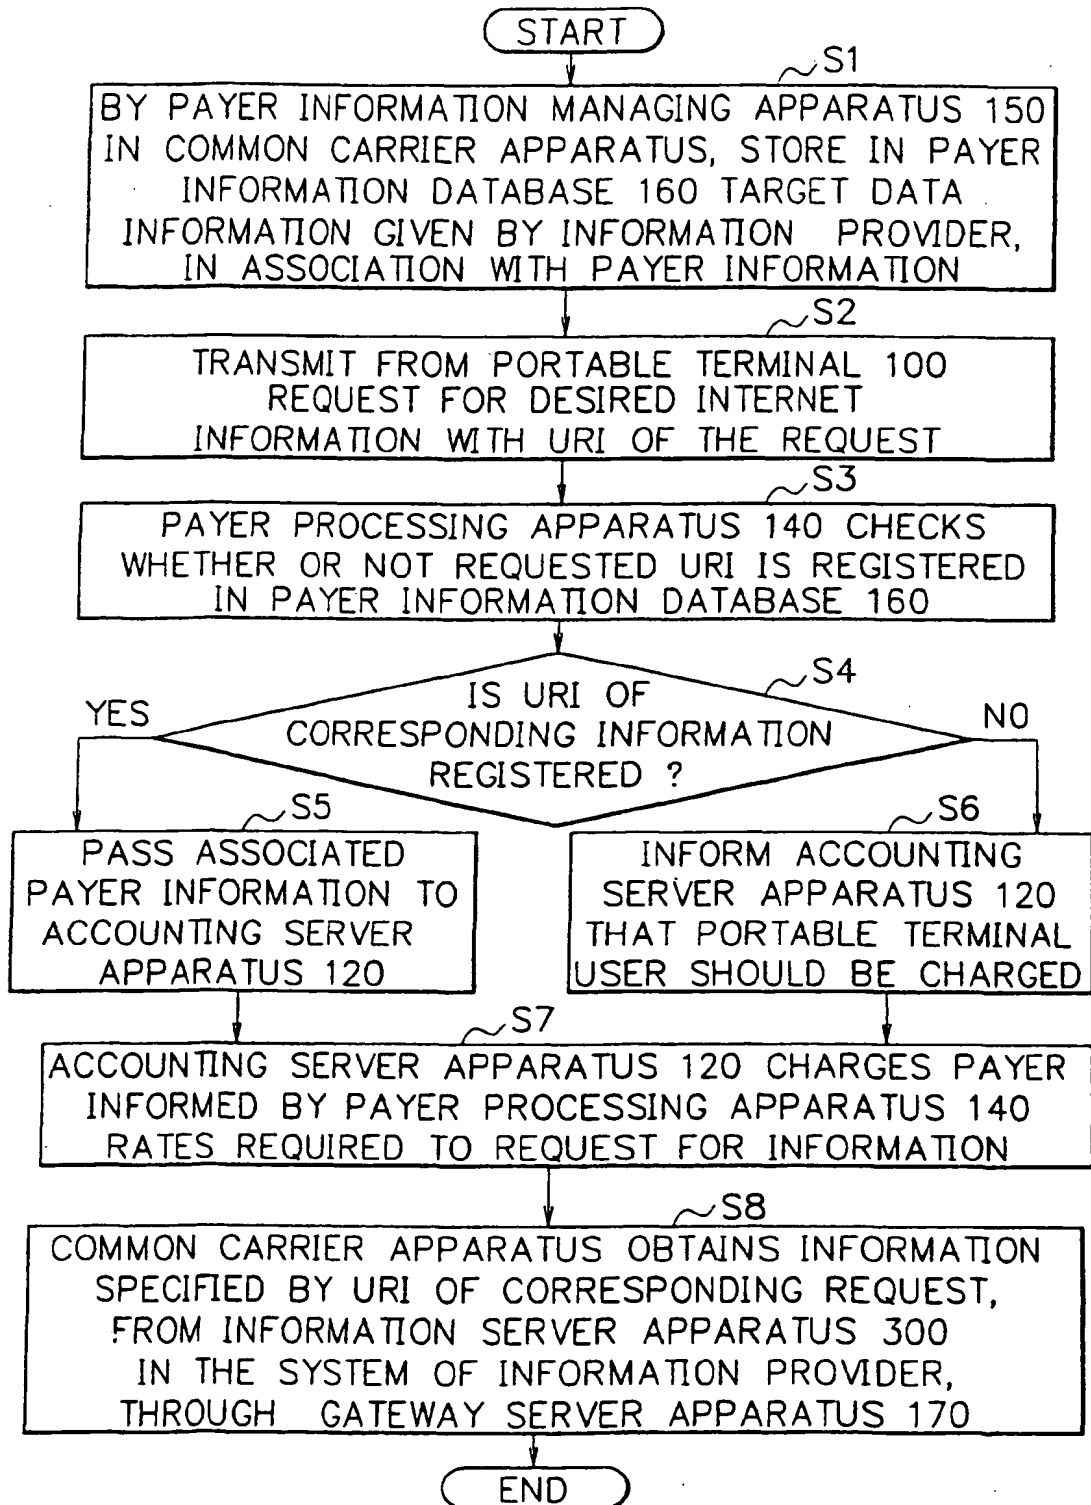 START
S1
BY PAYER INFORMATION MANAGING APPARATUS 150
IN COMMON CARRIER APPARATUS, STORE IN PAYER
INFORMATION DATABASE 160 TARGET DATA
INFORMATION GIVEN BY INFORMATION PROVIDER,
IN ASSOCIATION WITH PAYER INFORMATION
S2
TRANSMIT FROM PORTABLE TERMINAL 100
REQUEST FOR DESIRED INTERNET
INFORMATION WITH URI OF THE REQUEST
S3
PAYER PROCESSING APPARATUS 140 CHECKS
WHETHER OR NOT REQUESTED URI IS REGISTERED
IN PAYER INFORMATION DATABASE 160
S4
IS URI OF
CORRESPONDING INFORMATION
REGISTERED ?
YES
NO
S5
PASS ASSOCIATED
PAYER INFORMATION TO
ACCOUNTING SERVER
APPARATUS 120
S6
INFORM ACCOUNTING
SERVER APPARATUS 120
THAT PORTABLE TERMINAL
USER SHOULD BE CHARGED
S7
ACCOUNTING SERVER APPARATUS 120 CHARGES PAYER
INFORMED BY PAYER PROCESSING APPARATUS 140
RATES REQUIRED TO REQUEST FOR INFORMATION
S8
COMMON CARRIER APPARATUS OBTAINS INFORMATION
SPECIFIED BY URI OF CORRESPONDING REQUEST,
FROM INFORMATION SERVER APPARATUS 300
IN THE SYSTEM OF INFORMATION PROVIDER,
THROUGH GATEWAY SERVER APPARATUS 170
END